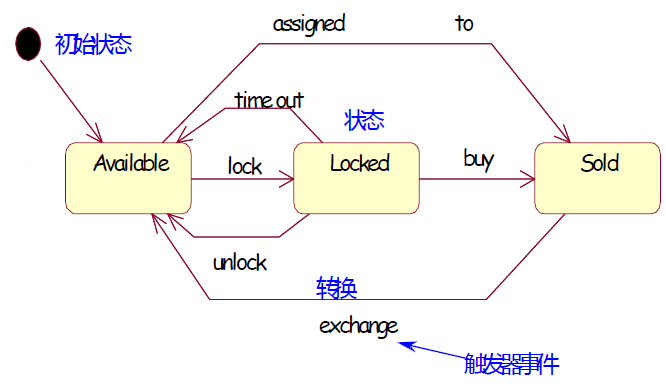 assigned to
初始状态
time out
状态
Available
lock
Locked
buy
Sold
unlock
转换
exchange
触发器事件